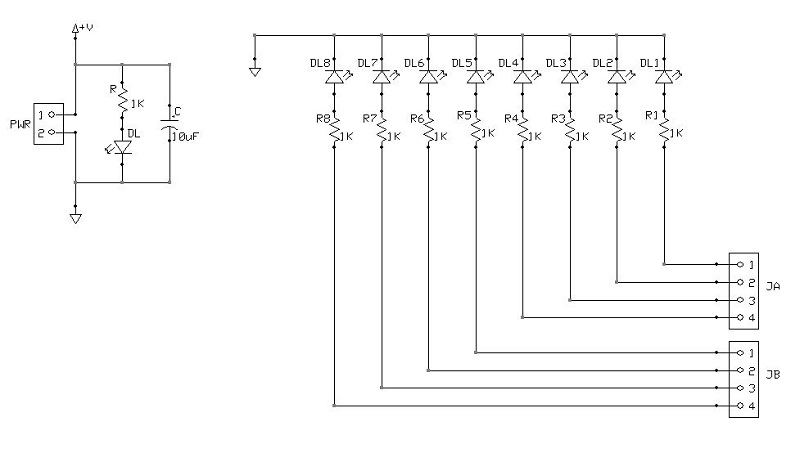 +V
R
1K
C
10uF
DL
PWR
1
2
DL8 DL7 DL6 DL5 DL4 DL3 DL2 DL1
R8 R7 R6 R5 R4 R3 R2 R1
1K 1K 1K 1K 1K 1K 1K 1K
1
2
3
4
JA
1
2
3
4
JB